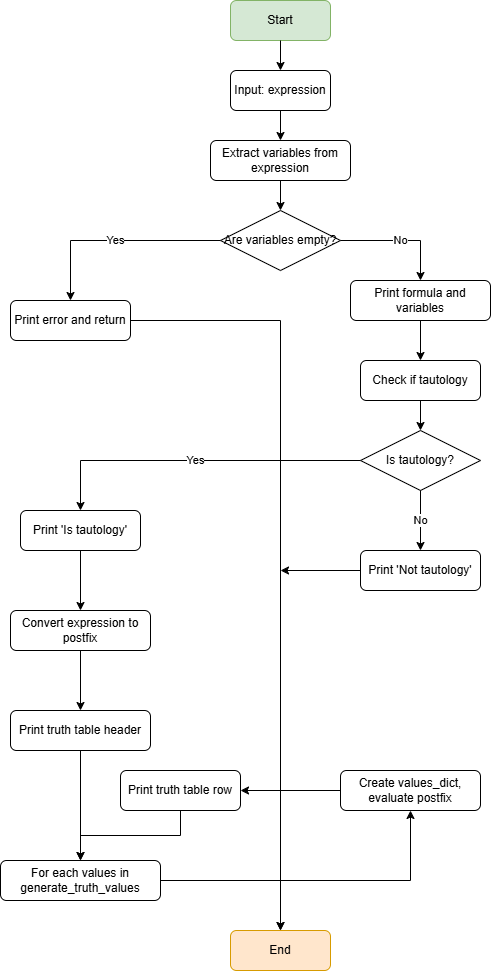 Start
Input: expression
Extract variables from
expression
Are variables empty?
Yes
No
Print error and return
Print formula and
variables
Check if tautology
Is tautology?
Yes
No
Print 'Is tautology'
Print 'Not tautology'
Convert expression to
postfix
Print truth table header
Print truth table row
Create values_dict,
evaluate postfix
For each values in
generate_truth_values
End